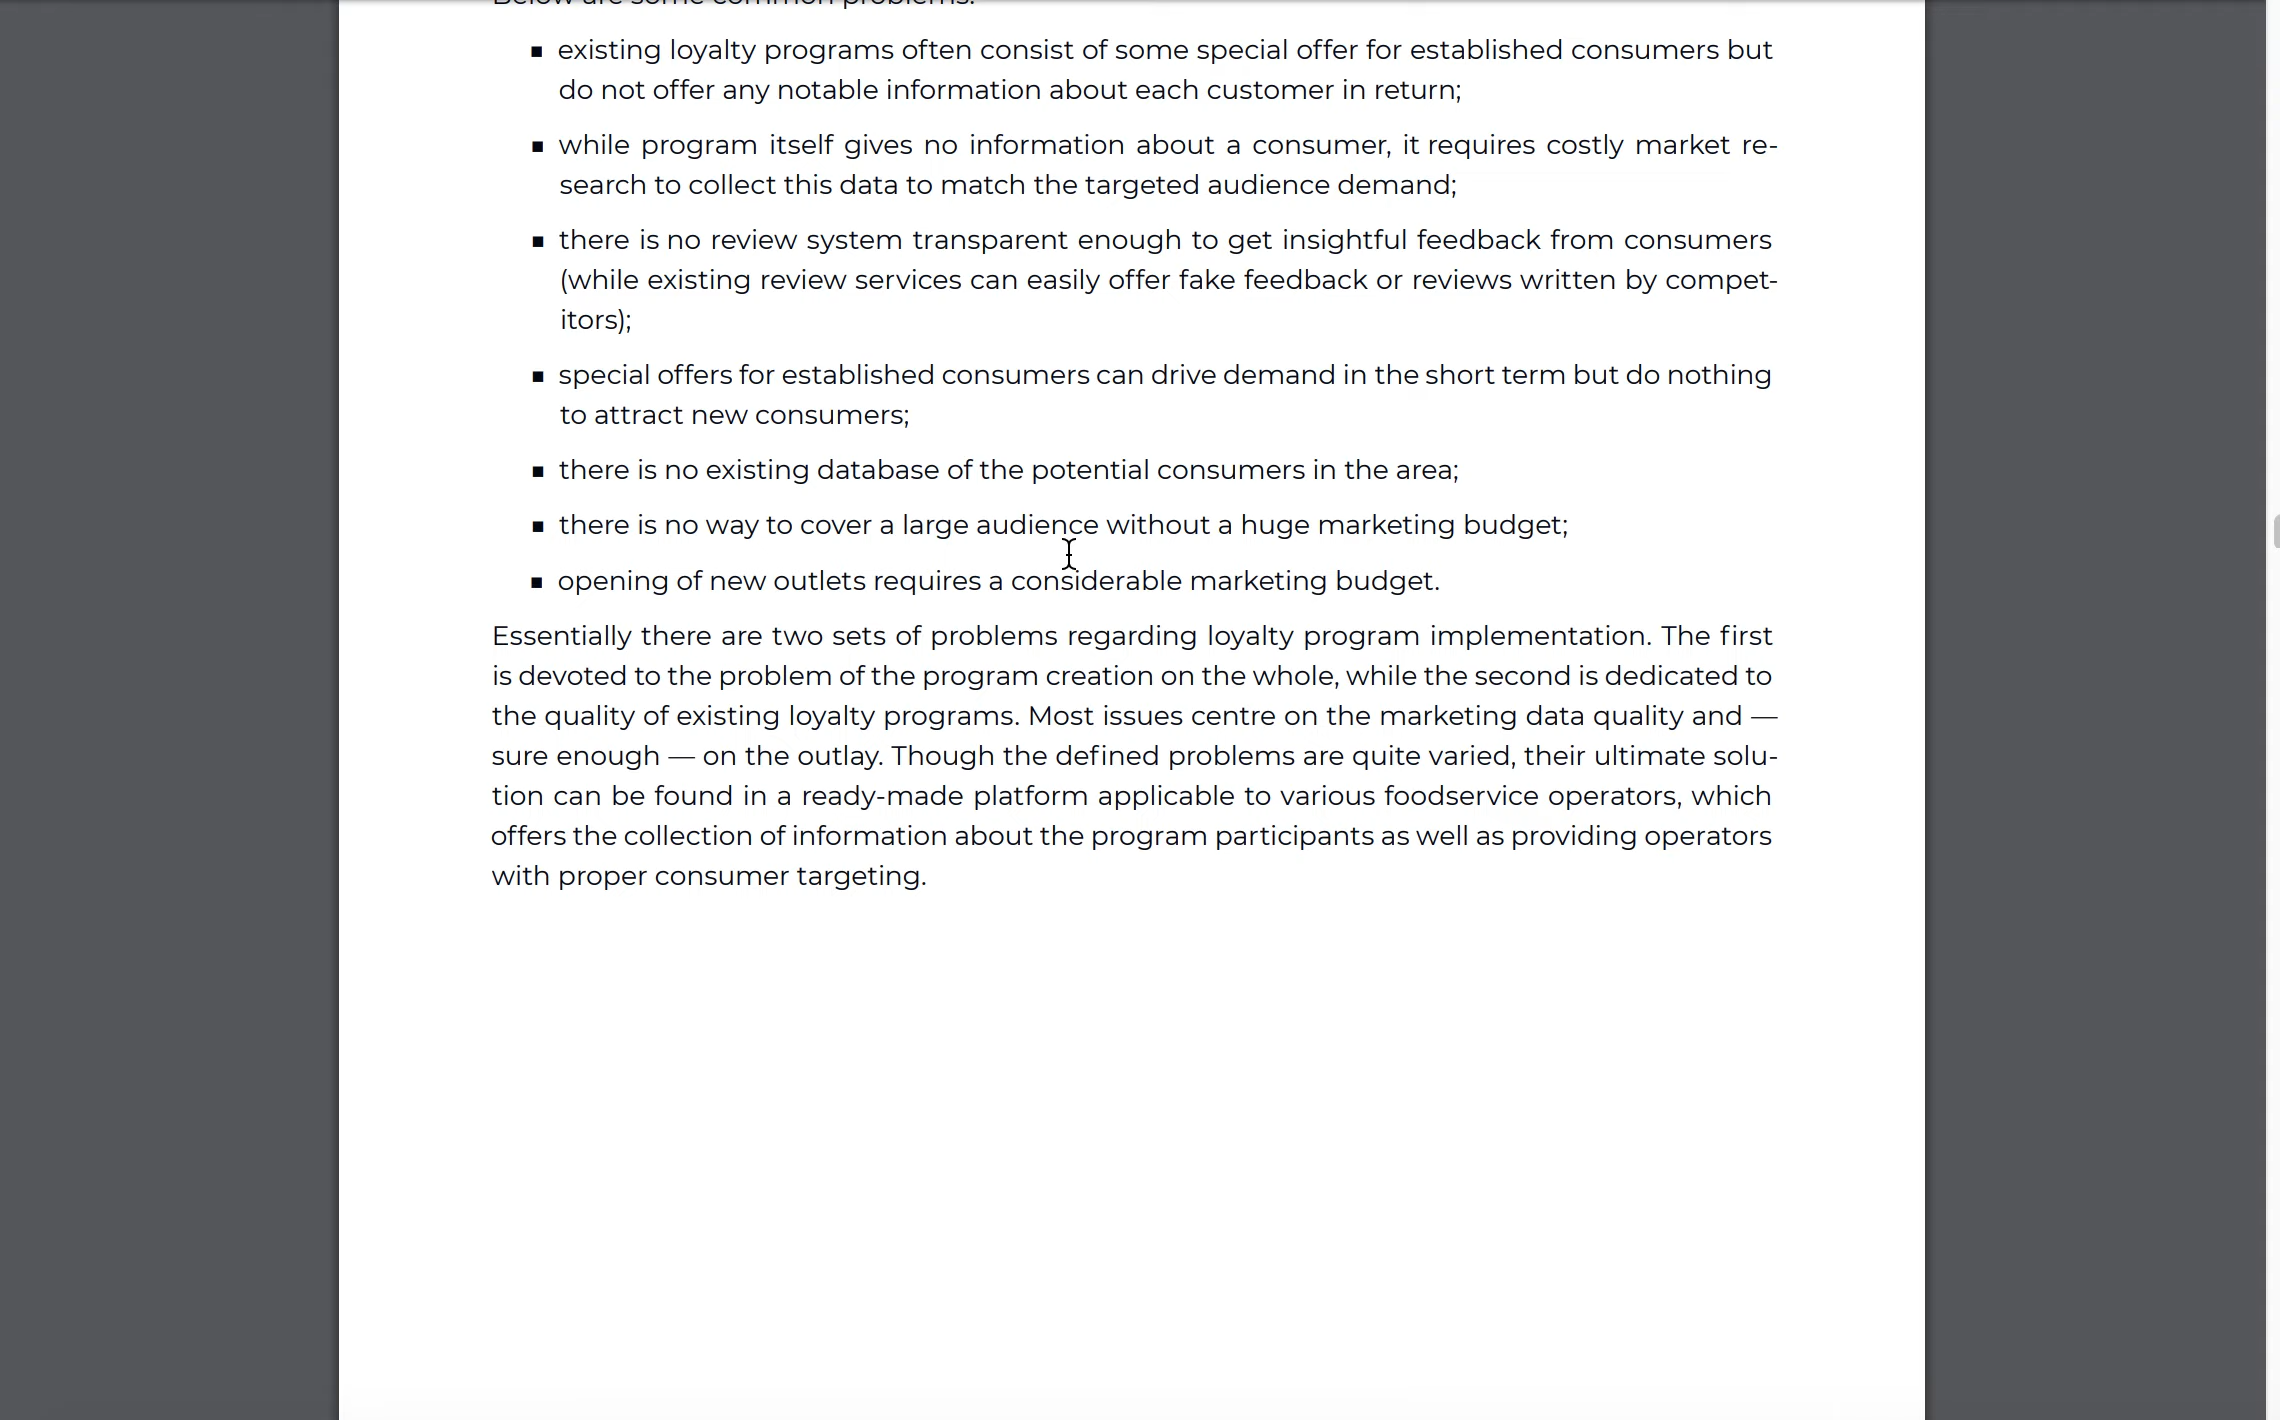 Below are some common problems:
■ existing loyalty programs often consist of some special offer for established consumers but
do not offer any notable information about each customer in return;
■ while program itself gives no information about a consumer, it requires costly market re-
search to collect this data to match the targeted audience demand;
■ there is no review system transparent enough to get insightful feedback from consumers
(while existing review services can easily offer fake feedback or reviews written by compet-
itors);
■ special offers for established consumers can drive demand in the short term but do nothing
to attract new consumers;
■ there is no existing database of the potential consumers in the area;
■ there is no way to cover a large audience without a huge marketing budget;
■ opening of new outlets requires a considerable marketing budget.
Essentially there are two sets of problems regarding loyalty program implementation. The first
is devoted to the problem of the program creation on the whole, while the second is dedicated to
the quality of existing loyalty programs. Most issues centre on the marketing data quality and —
sure enough — on the outlay. Though the defined problems are quite varied, their ultimate solu-
tion can be found in a ready-made platform applicable to various foodservice operators, which
offers the collection of information about the program participants as well as providing operators
with proper consumer targeting.